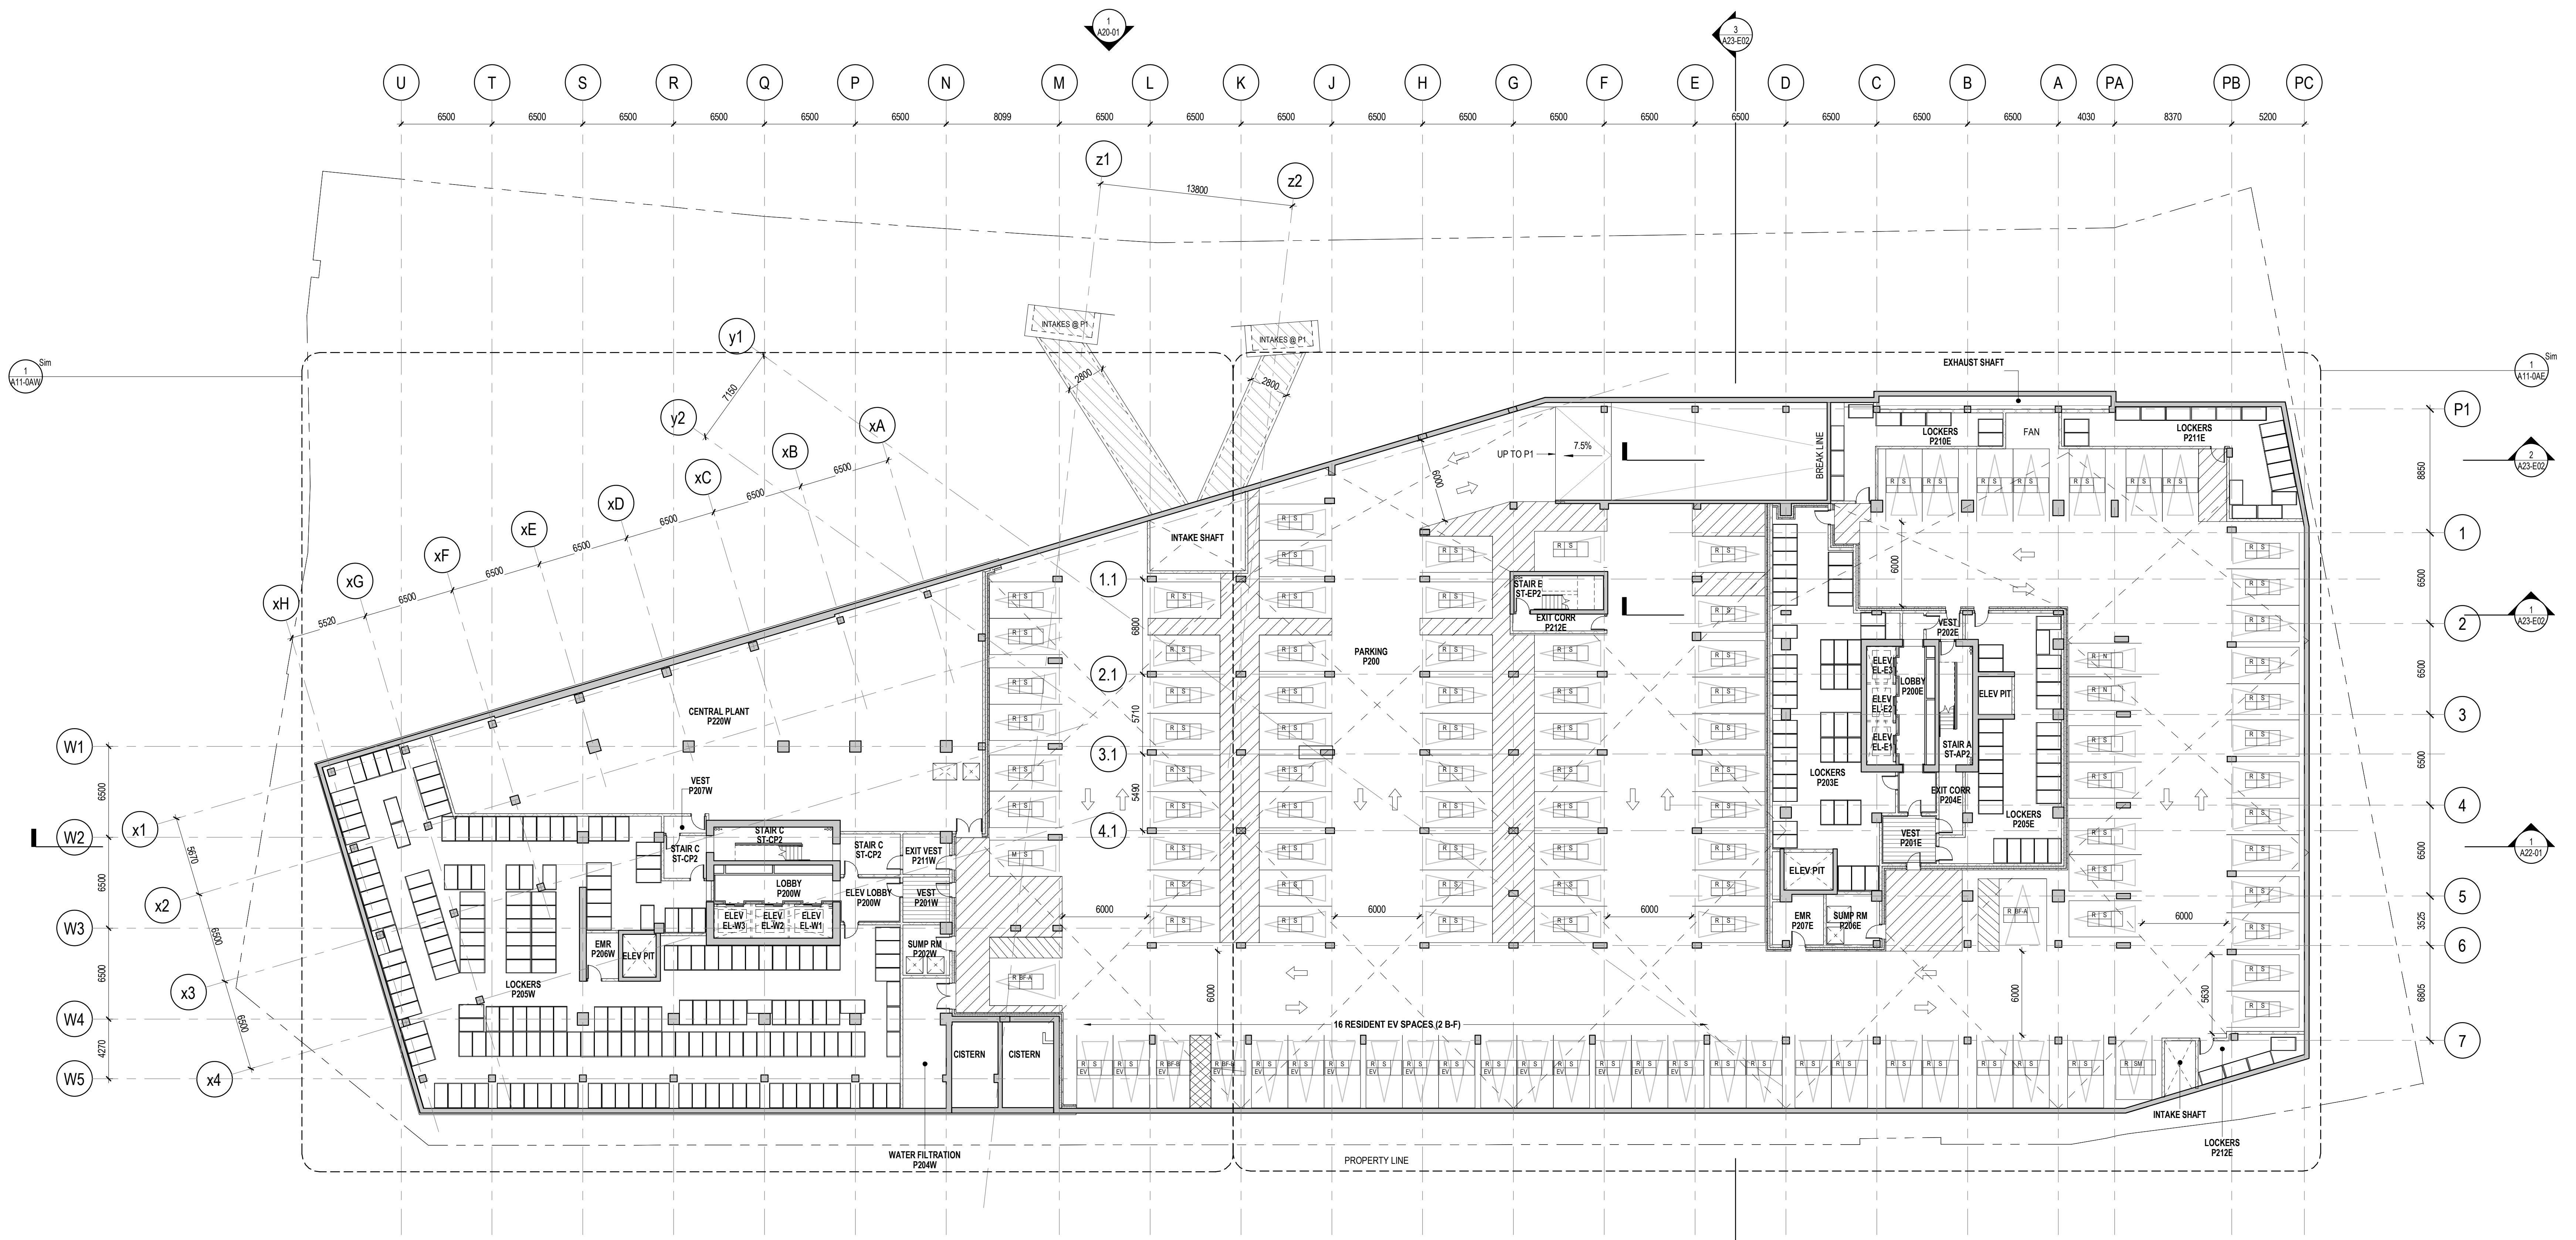 1
A20-01
3
A23-E02
U T S R Q P N M L K J H G F E D C B A PA PB PC
6500 6500 6500 6500 6500 6500 8099 6500 6500 6500 6500 6500 6500 6500 6500 6500 6500 6500 4030 8370 5200
z1
13800
z2
INTAKES @ P1
INTAKES @ P1
2800
2800
y1
7150
y2
xA
xB
xC
xD
xE
xF
xG
xH
6500
6500
6500
6500
6500
6500
5520
Sim
1
A11-0AW
Sim
1
A11-0AE
EXHAUST SHAFT
P1
1
2
3
4
5
6
7
8850
6500
6500
6500
6500
3525
6805
2
A23-E02
1
A23-E02
1
A22-01
LOCKERS
P210E
FAN
LOCKERS
P211E
BREAK LINE
UP TO P1
7.5%
6000
INTAKE SHAFT
1.1
2.1
3.1
4.1
6800
5710
5490
STAIR E
ST-EP2
EXIT CORR
P212E
PARKING
P200
6000
VEST
P202E
ELEV
EL-E3
ELEV
EL-E2
ELEV
EL-E1
LOBBY
P200E
ELEV PIT
STAIR A
ST-AP2
LOCKERS
P203E
EXIT CORR
P204E
LOCKERS
P205E
VEST
P201E
ELEV PIT
EMR
P207E
SUMP RM
P206E
R BF-A
CENTRAL PLANT
P220W
W1
W2
W3
W4
W5
6500
6500
6500
4270
x1
x2
x3
x4
5670
6500
6500
VEST
P207W
STAIR C
ST-CP2
STAIR C
ST-CP2
STAIR C
ST-CP2
EXIT VEST
P211W
LOBBY
P200W
ELEV LOBBY
P200W
VEST
P201W
ELEV
EL-W3
ELEV
EL-W2
ELEV
EL-W1
EMR
P206W
ELEV PIT
SUMP RM
P202W
LOCKERS
P205W
M S
R BF-A
6000
6000
6000
6000
6000
6000
5630
R S
R N
R N
16 RESIDENT EV SPACES (2 B-F)
CISTERN
CISTERN
R S
EV
R S
EV
R BF-B
EV
R SM
INTAKE SHAFT
LOCKERS
P212E
WATER FILTRATION
P204W
PROPERTY LINE